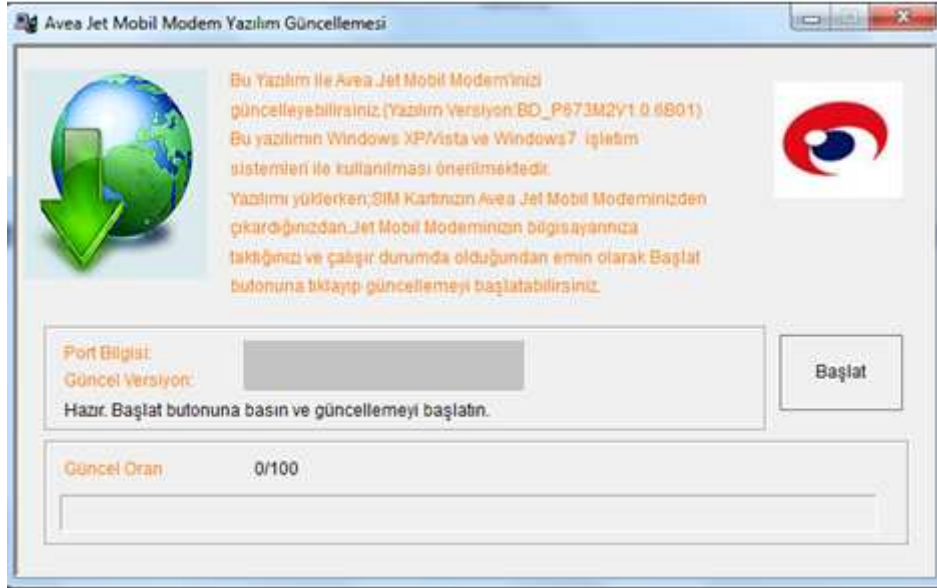 Avea Jet Mobil Modem Yazılım Güncellemesi
Bu Yazılım ile Avea Jet Mobil Modem'inizi
güncelleyebilirsiniz.(Yazılım Versiyon:BD_P673M2V1.0.6B01)
Bu yazılımın Windows XP/Vista ve Windows7 işletim
sistemleri ile kullanılması önerilmektedir.
Yazılımı yüklerken;SIM Kartınızın Avea Jet Mobil Modeminizden
çıkardığınızdan,Jet Mobil Modeminizin bilgisayarınıza
taktığınızı ve çalışır durumda olduğundan emin olarak Başlat
butonuna tıklayıp güncellemeyi başlatabilirsiniz.
Port Bilgisi:
Güncel Versiyon:
Başlat
Hazır. Başlat butonuna basın ve güncellemeyi başlatın.
Güncel Oran 0/100